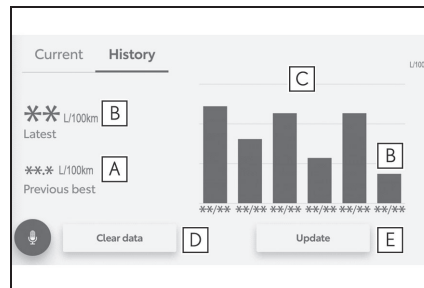 Current History
C
L/100
** L/100km B
Latest
B
**.* L/100km A
Previous best
**/** **/** **/** **/** **/** **/**
Clear data D Update E